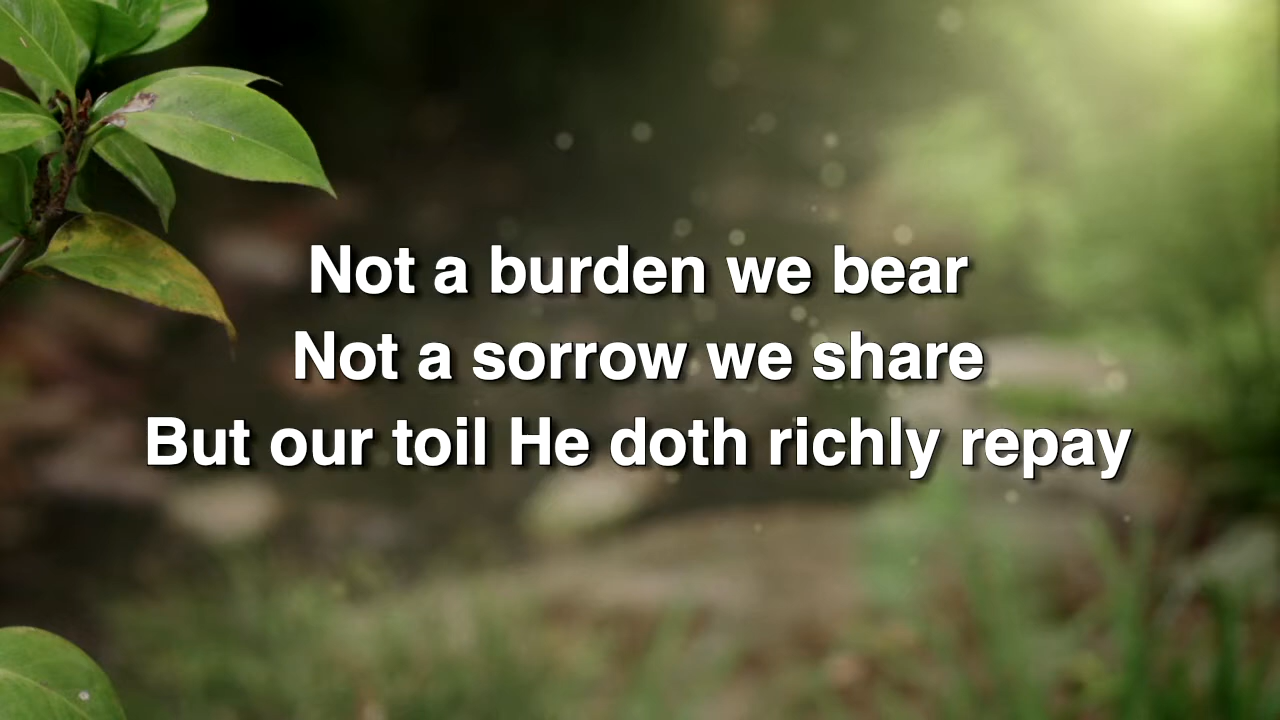 Not a burden we bear
Not a sorrow we share
But our toil He doth richly repay